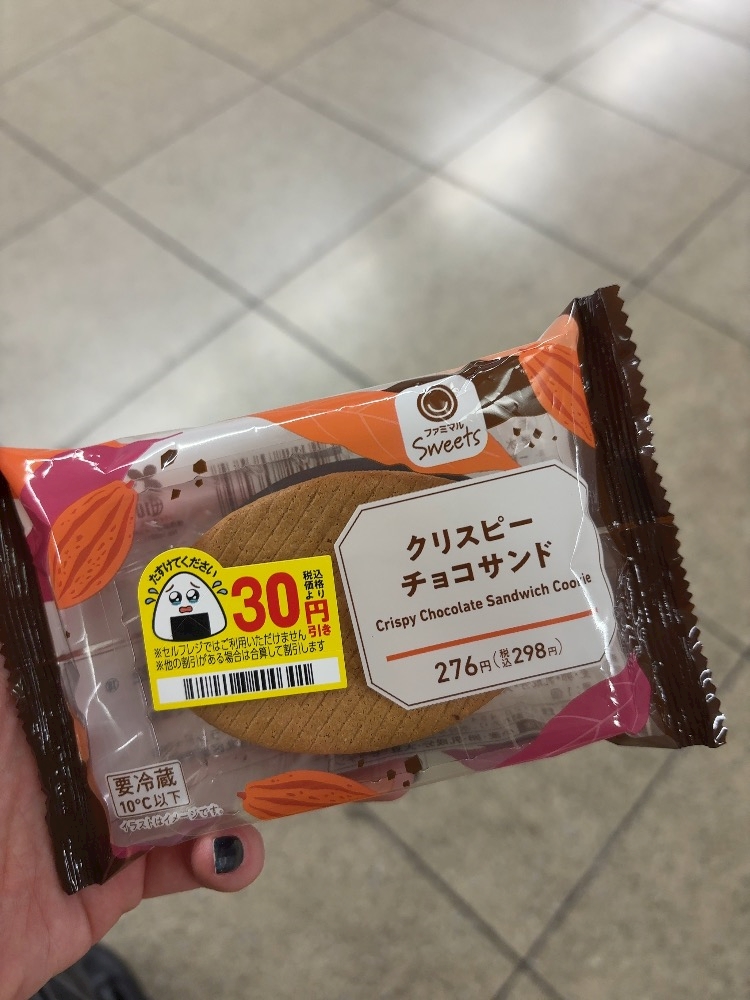 ファミマル
Sweets
クリスピー
チョコサンド
Crispy Chocolate Sandwich Cookie
276円(税込298円)
たすけてください
30円引き
税込価格より
※セルフレジではご利用いただけません
※他の割引がある場合は合算して割引します
要冷蔵
10℃以下
イラストはイメージです。